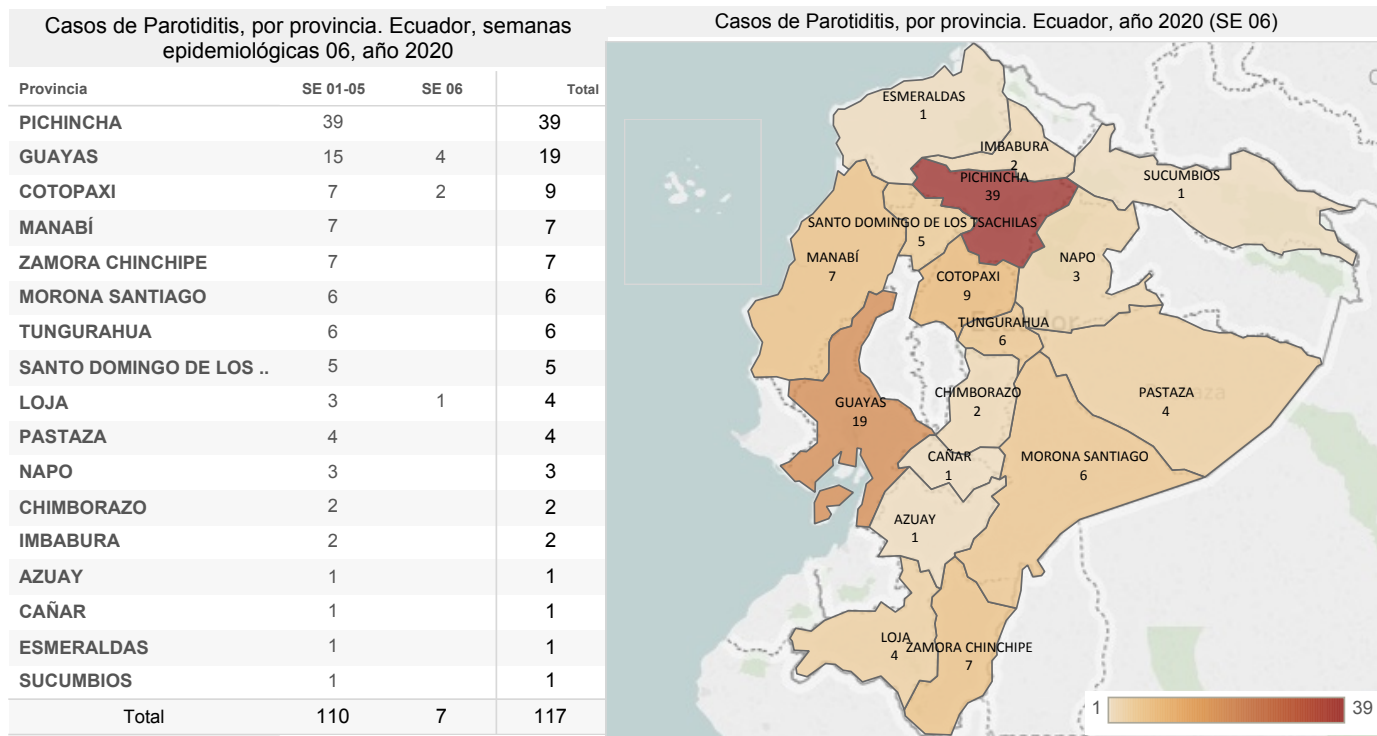 Casos de Parotiditis, por provincia. Ecuador, semanas
epidemiológicas 06, año 2020
Provincia SE 01-05 SE 06 Total
PICHINCHA 39 39
GUAYAS 15 4 19
COTOPAXI 7 2 9
MANABÍ 7 7
ZAMORA CHINCHIPE 7 7
MORONA SANTIAGO 6 6
TUNGURAHUA 6 6
SANTO DOMINGO DE LOS .. 5 5
LOJA 3 1 4
PASTAZA 4 4
NAPO 3 3
CHIMBORAZO 2 2
IMBABURA 2 2
AZUAY 1 1
CAÑAR 1 1
ESMERALDAS 1 1
SUCUMBIOS 1 1
Total 110 7 117
Casos de Parotiditis, por provincia. Ecuador, año 2020 (SE 06)
ESMERALDAS
1
IMBABURA
2
PICHINCHA
39
SUCUMBIOS
1
SANTO DOMINGO DE LOS TSACHILAS
5
MANABÍ
7
NAPO
3
COTOPAXI
9
Ecuador
TUNGURAHUA
6
CHIMBORAZO
2
PASTAZA
4
GUAYAS
19
CAÑAR
1
MORONA SANTIAGO
6
AZUAY
1
LOJA
4
ZAMORA CHINCHIPE
7
1 39